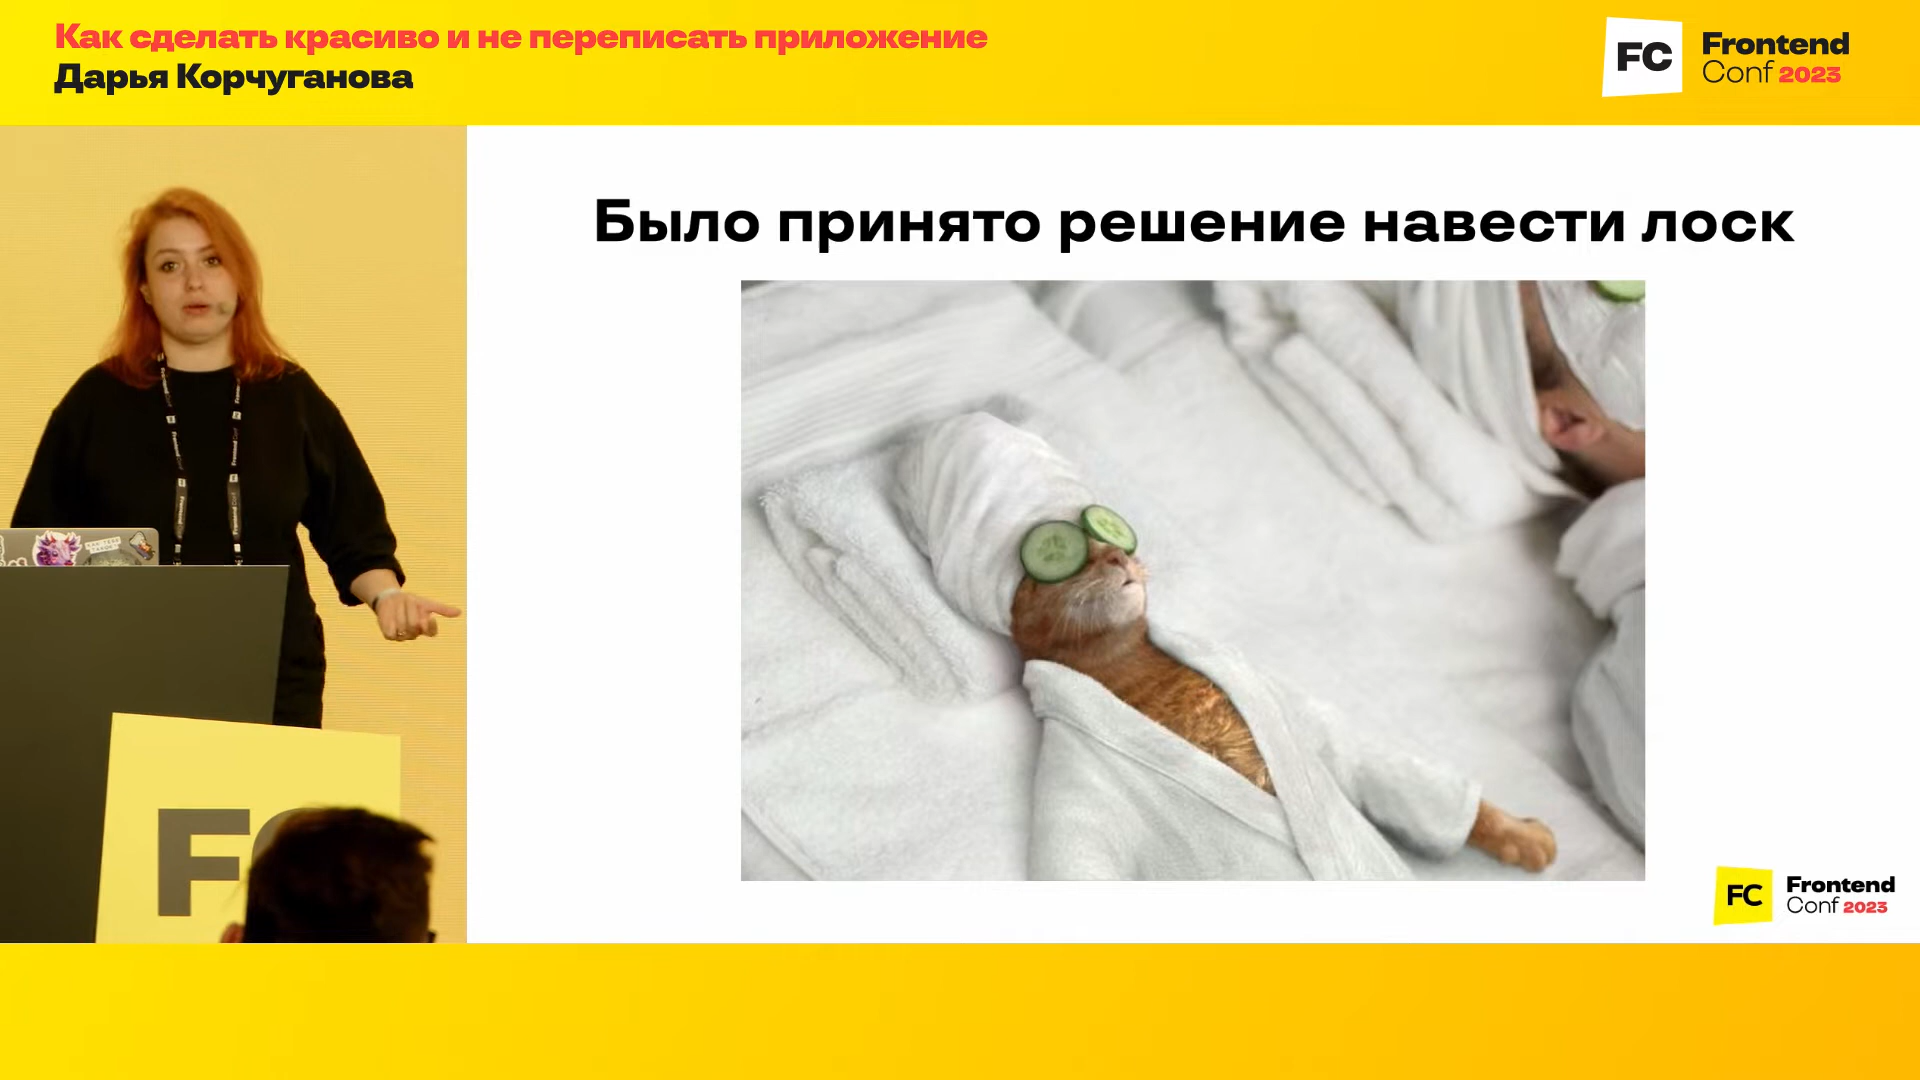 Как сделать красиво и не переписать приложение
Дарья Корчуганова
FC
Frontend
Conf 2023
Было принято решение навести лоск
FC
Frontend
Conf 2023